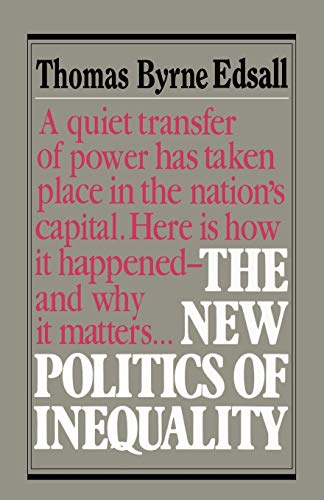 Thomas Byrne Edsall
A quiet transfer
of power has taken
place in the nation's
capital. Here is how
it happened—THE
and why NEW
it matters...
POLITICS OF
INEQUALITY